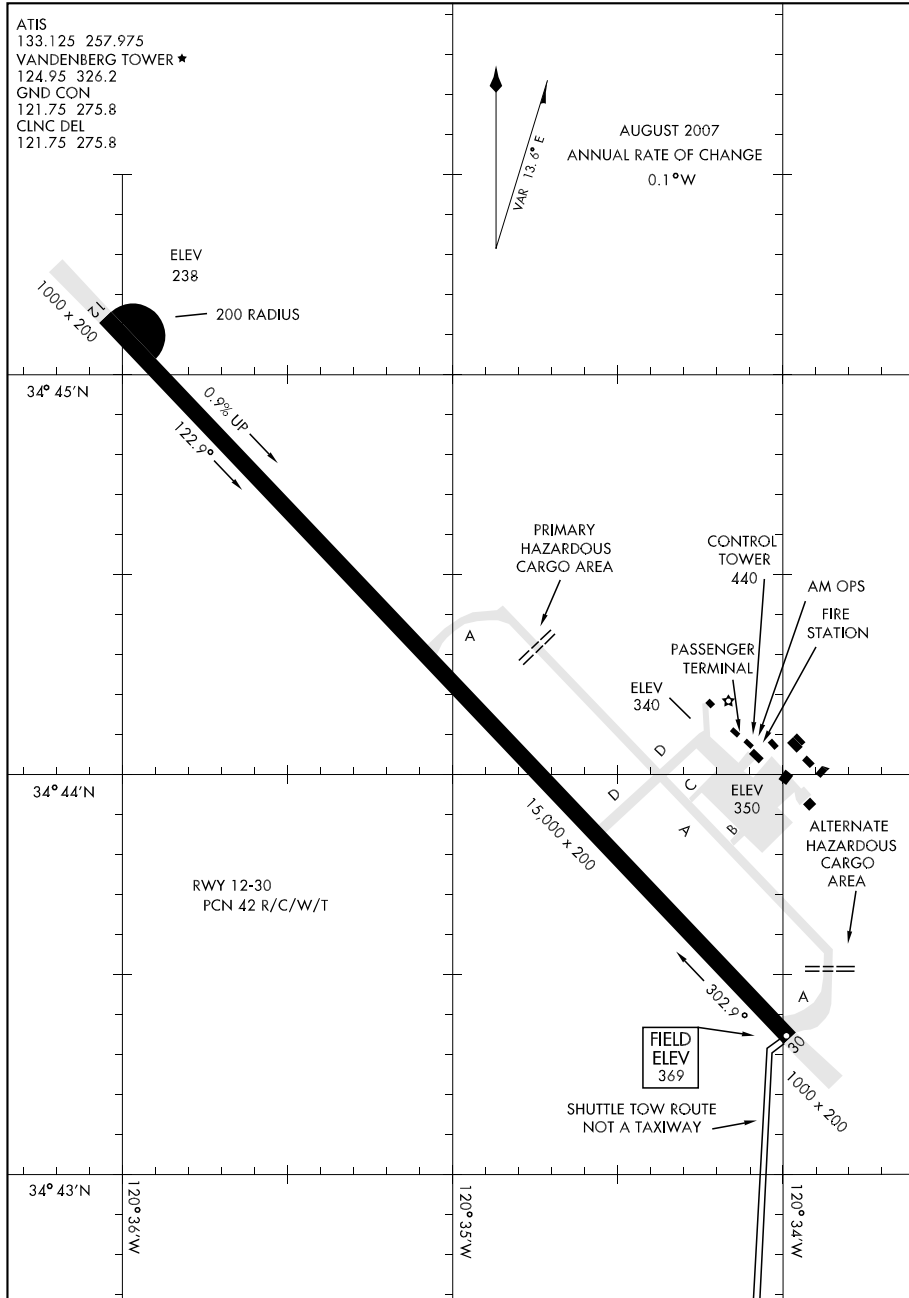 ATIS
133.125 257.975
VANDENBERG TOWER ★
124.95 326.2
GND CON
121.75 275.8
CLNC DEL
121.75 275.8
VAR 13.6° E
AUGUST 2007
ANNUAL RATE OF CHANGE
0.1°W
ELEV
238
1000 x 200
12
200 RADIUS
34° 45'N
0.9% UP
122.9°
PRIMARY
HAZARDOUS
CARGO AREA
CONTROL
TOWER
440
AM OPS
FIRE
STATION
PASSENGER
TERMINAL
A
ELEV
340
D
34° 44'N
D
C
ELEV
350
15,000 x 200
A
B
ALTERNATE
HAZARDOUS
CARGO
AREA
RWY 12-30
PCN 42 R/C/W/T
302.9°
A
FIELD
ELEV
369
30
1000 x 200
SHUTTLE TOW ROUTE
NOT A TAXIWAY
34° 43'N
120° 36'W
120° 35'W
120° 34'W